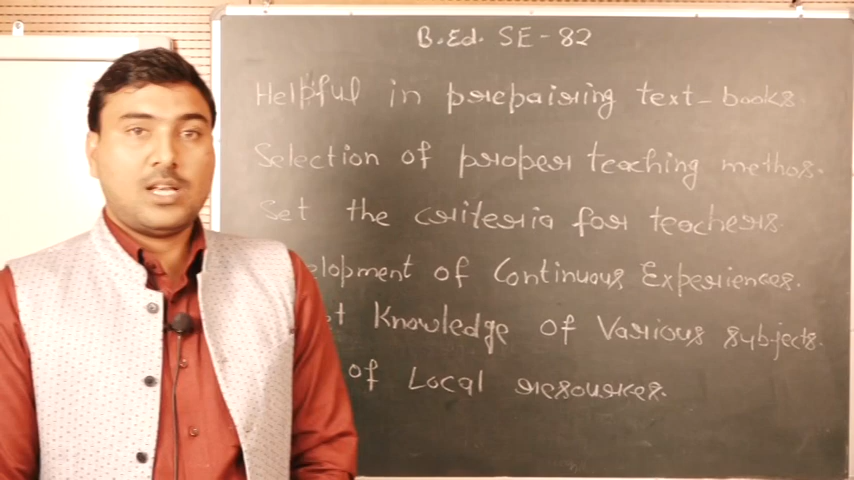 B.Ed. SE-82
Helpful in prepairing text-books.
Selection of proper teaching methos.
Set the criteria for teachers.
elopment of Continuous Experiences.
et Knowledge of Various subjects.
of Local resources.